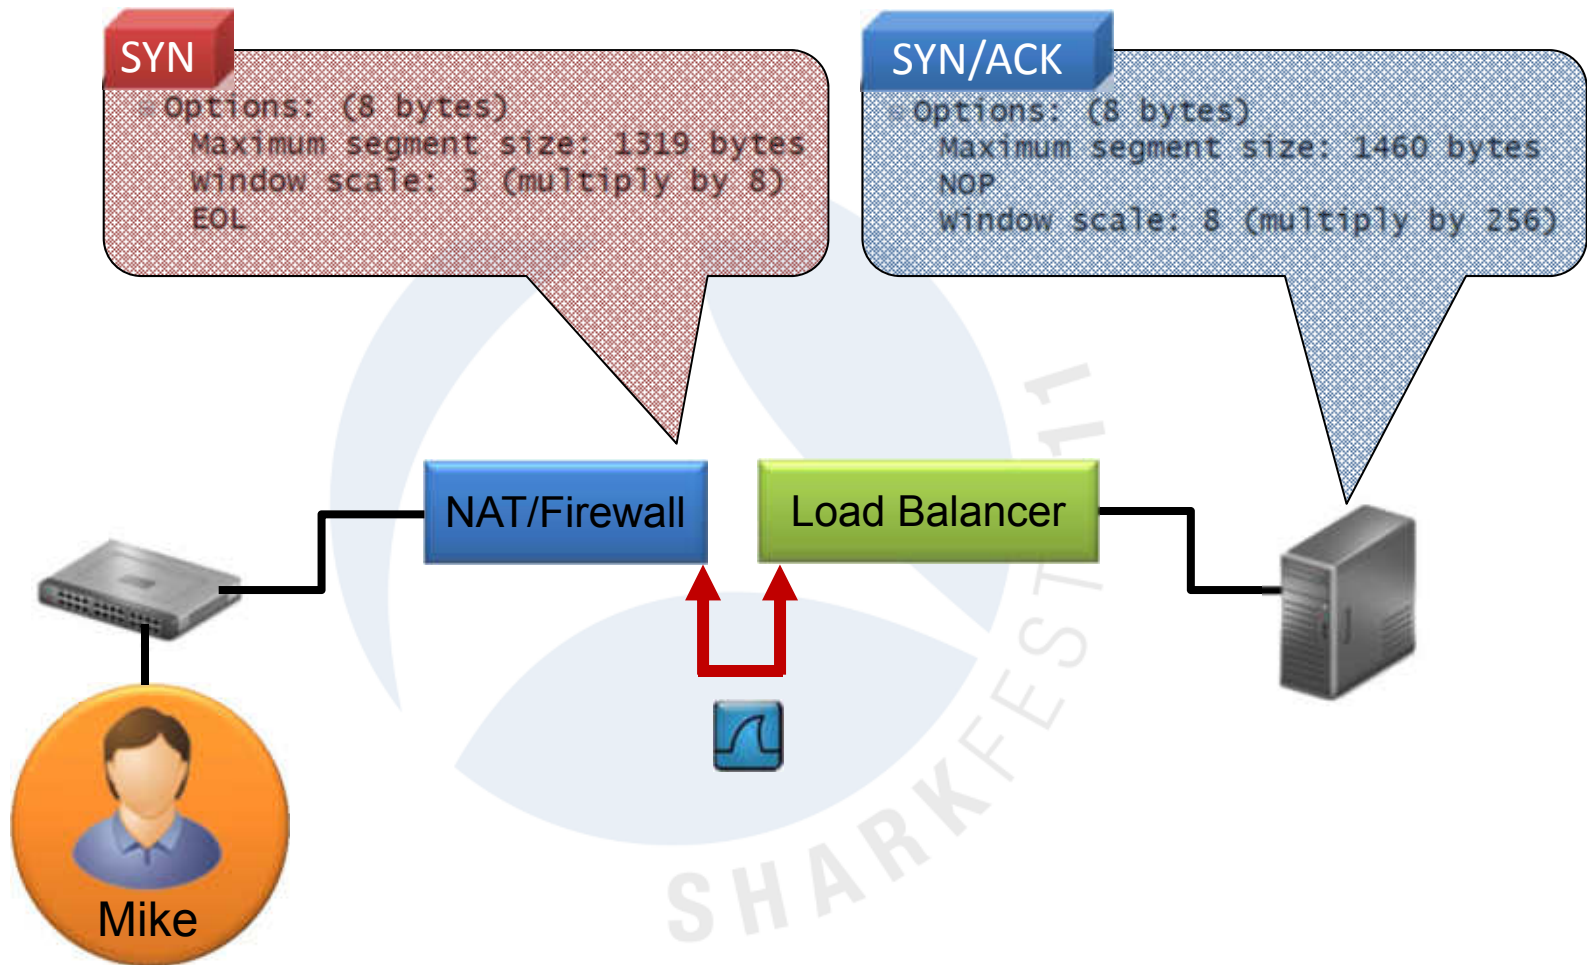 SYN
Options: (8 bytes)
Maximum segment size: 1319 bytes
Window scale: 3 (multiply by 8)
EOL
SYN/ACK
Options: (8 bytes)
Maximum segment size: 1460 bytes
NOP
Window scale: 8 (multiply by 256)
NAT/Firewall
Load Balancer
Mike
SHARKFEST '11